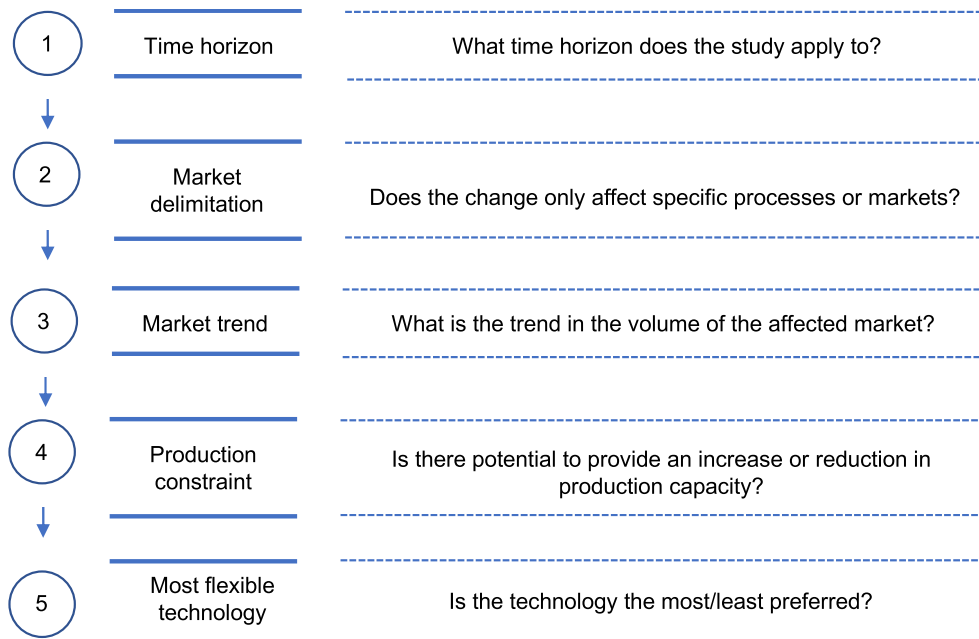 1
Time horizon
What time horizon does the study apply to?
2
Market
delimitation
Does the change only affect specific processes or markets?
3
Market trend
What is the trend in the volume of the affected market?
4
Production
constraint
Is there potential to provide an increase or reduction in
production capacity?
5
Most flexible
technology
Is the technology the most/least preferred?